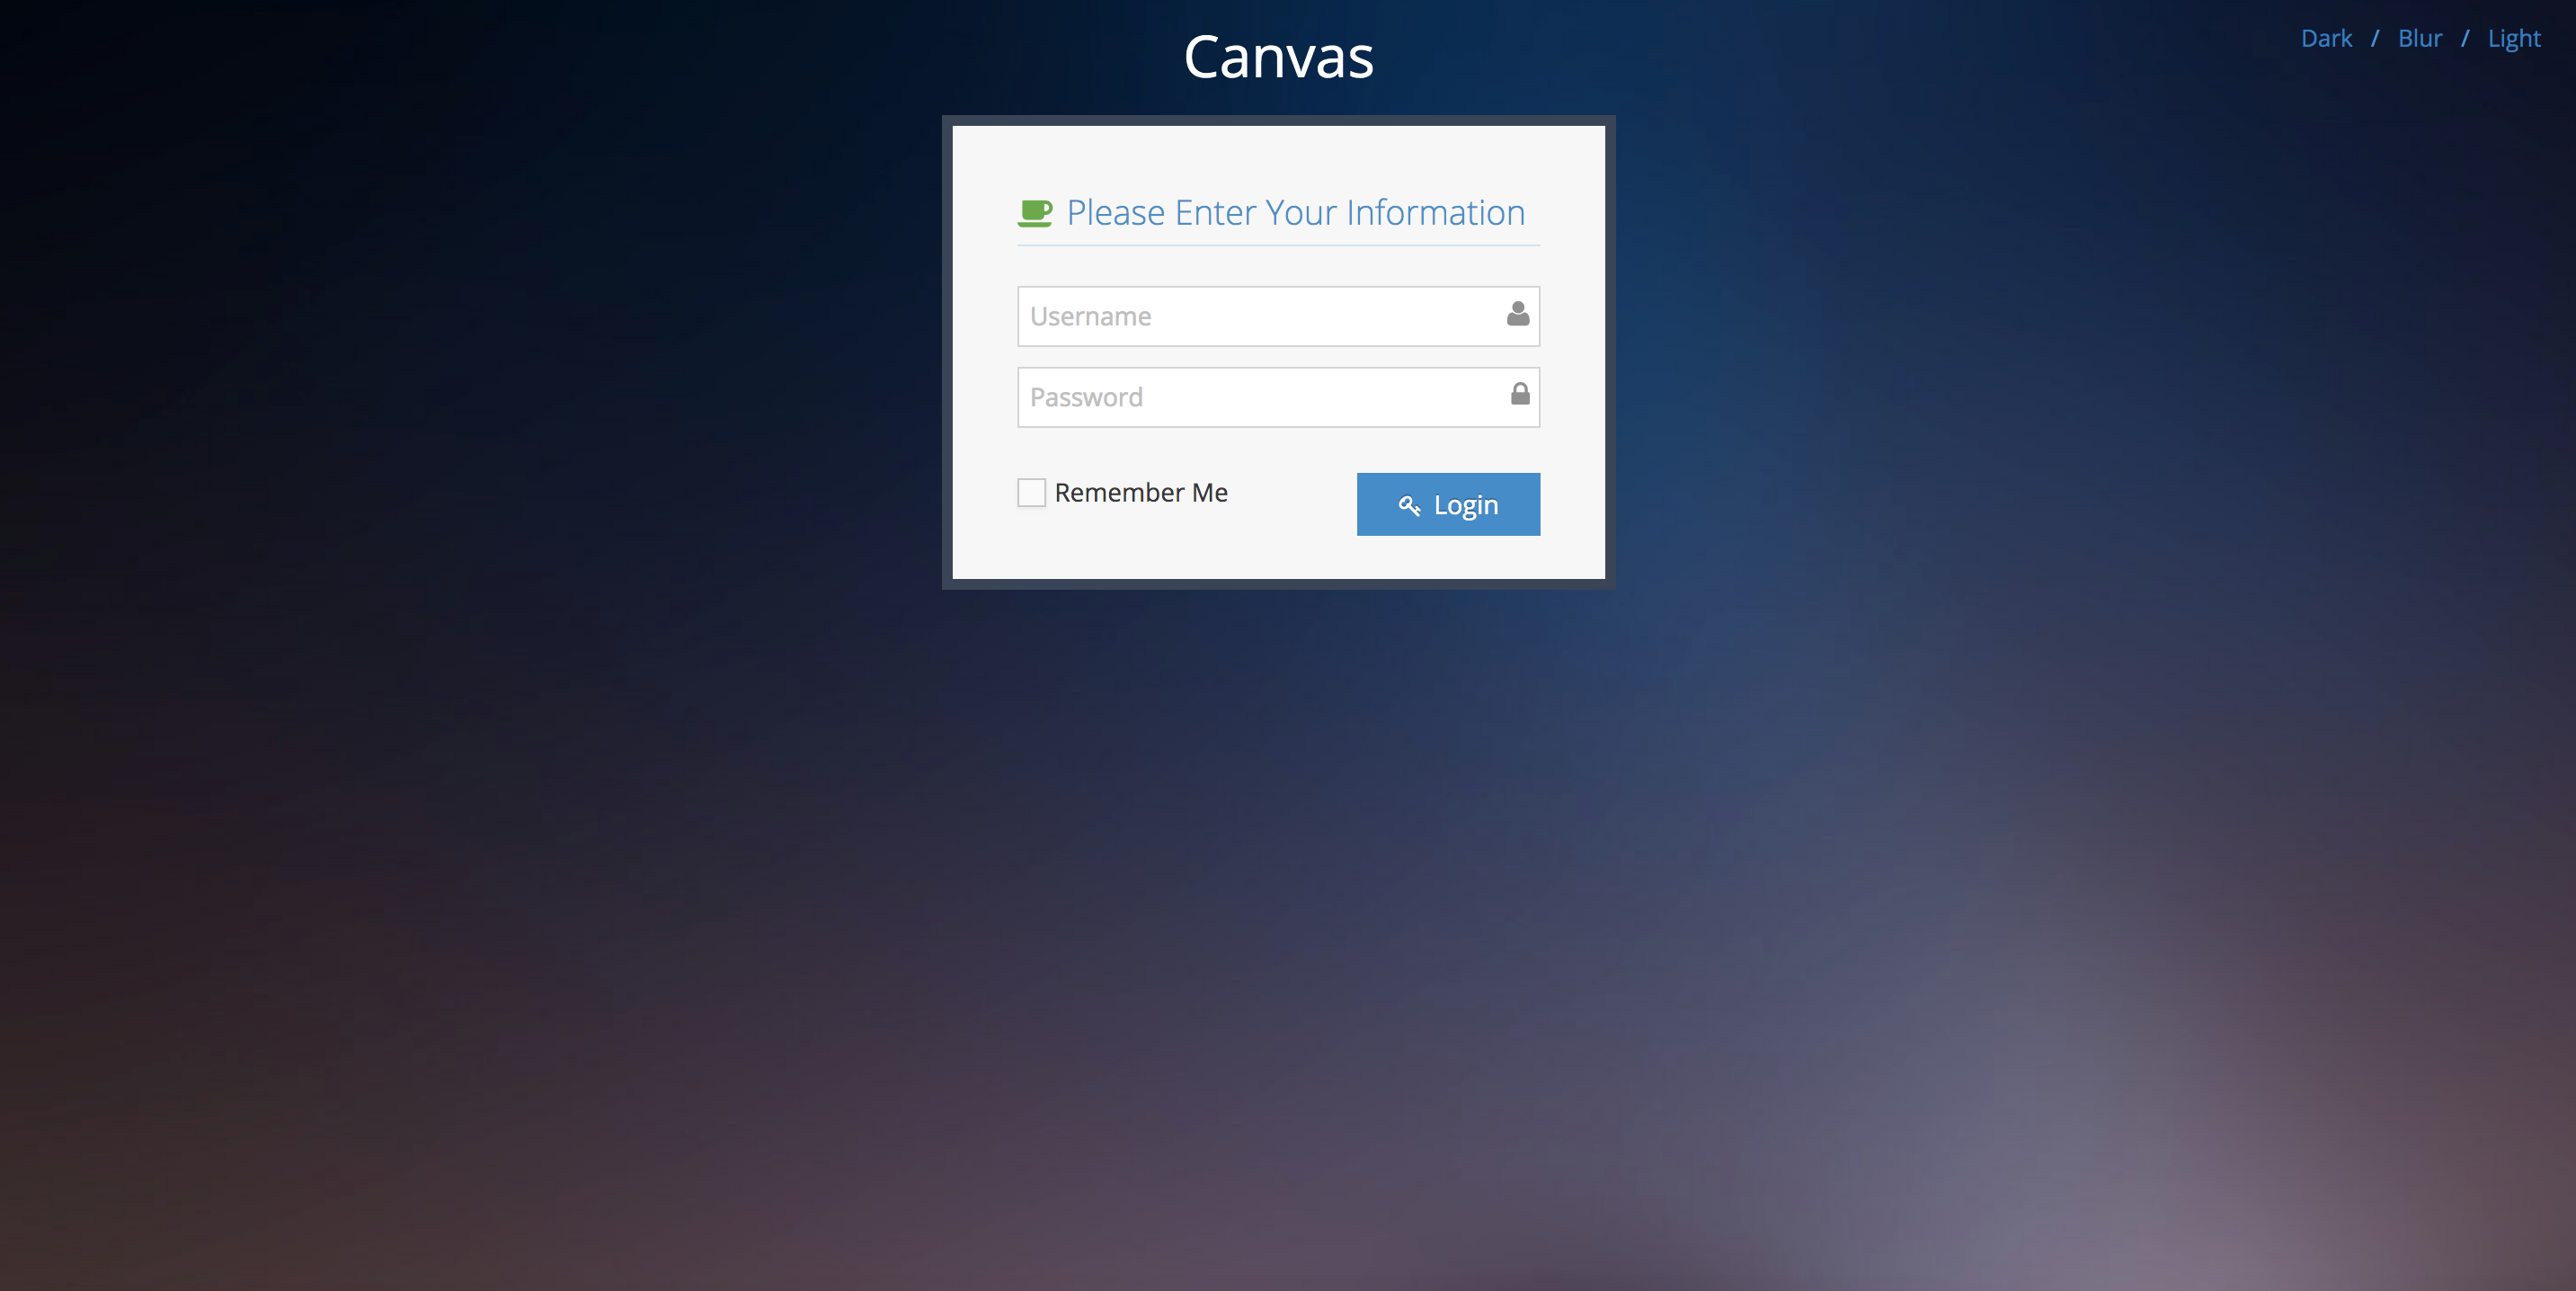 Canvas
Dark / Blur / Light
Please Enter Your Information
Username
Password
Remember Me
Login